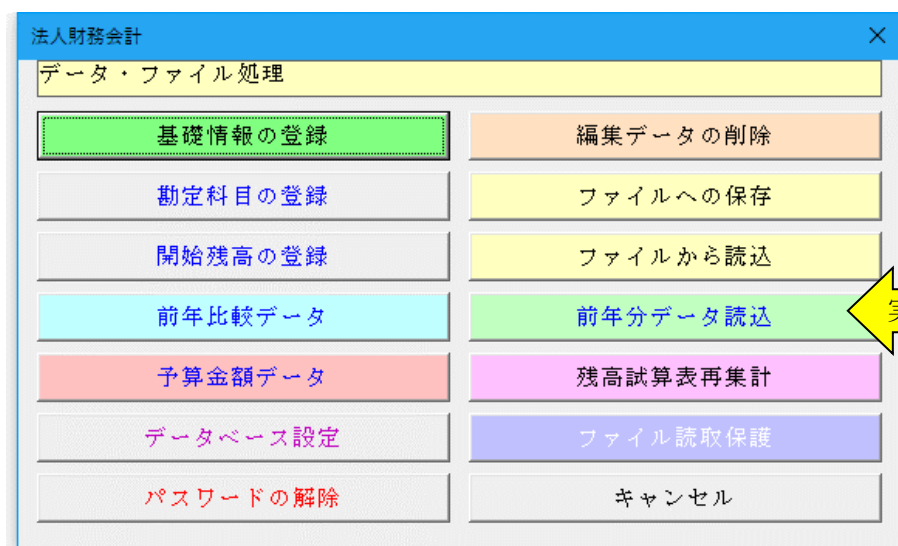 法人財務会計
データ・ファイル処理
基礎情報の登録
編集データの削除
勘定科目の登録
ファイルへの保存
開始残高の登録
ファイルから読込
前年比較データ
前年分データ読込
予算金額データ
残高試算表再集計
データベース設定
ファイル読取保護
パスワードの解除
キャンセル